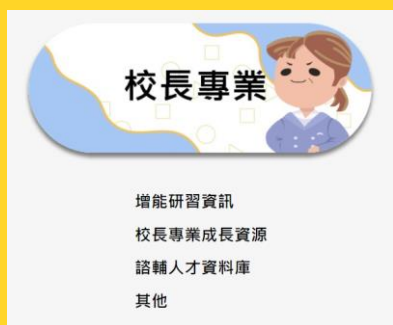 校長專業
增能研習資訊
校長專業成長資源
諮輔人才資料庫
其他